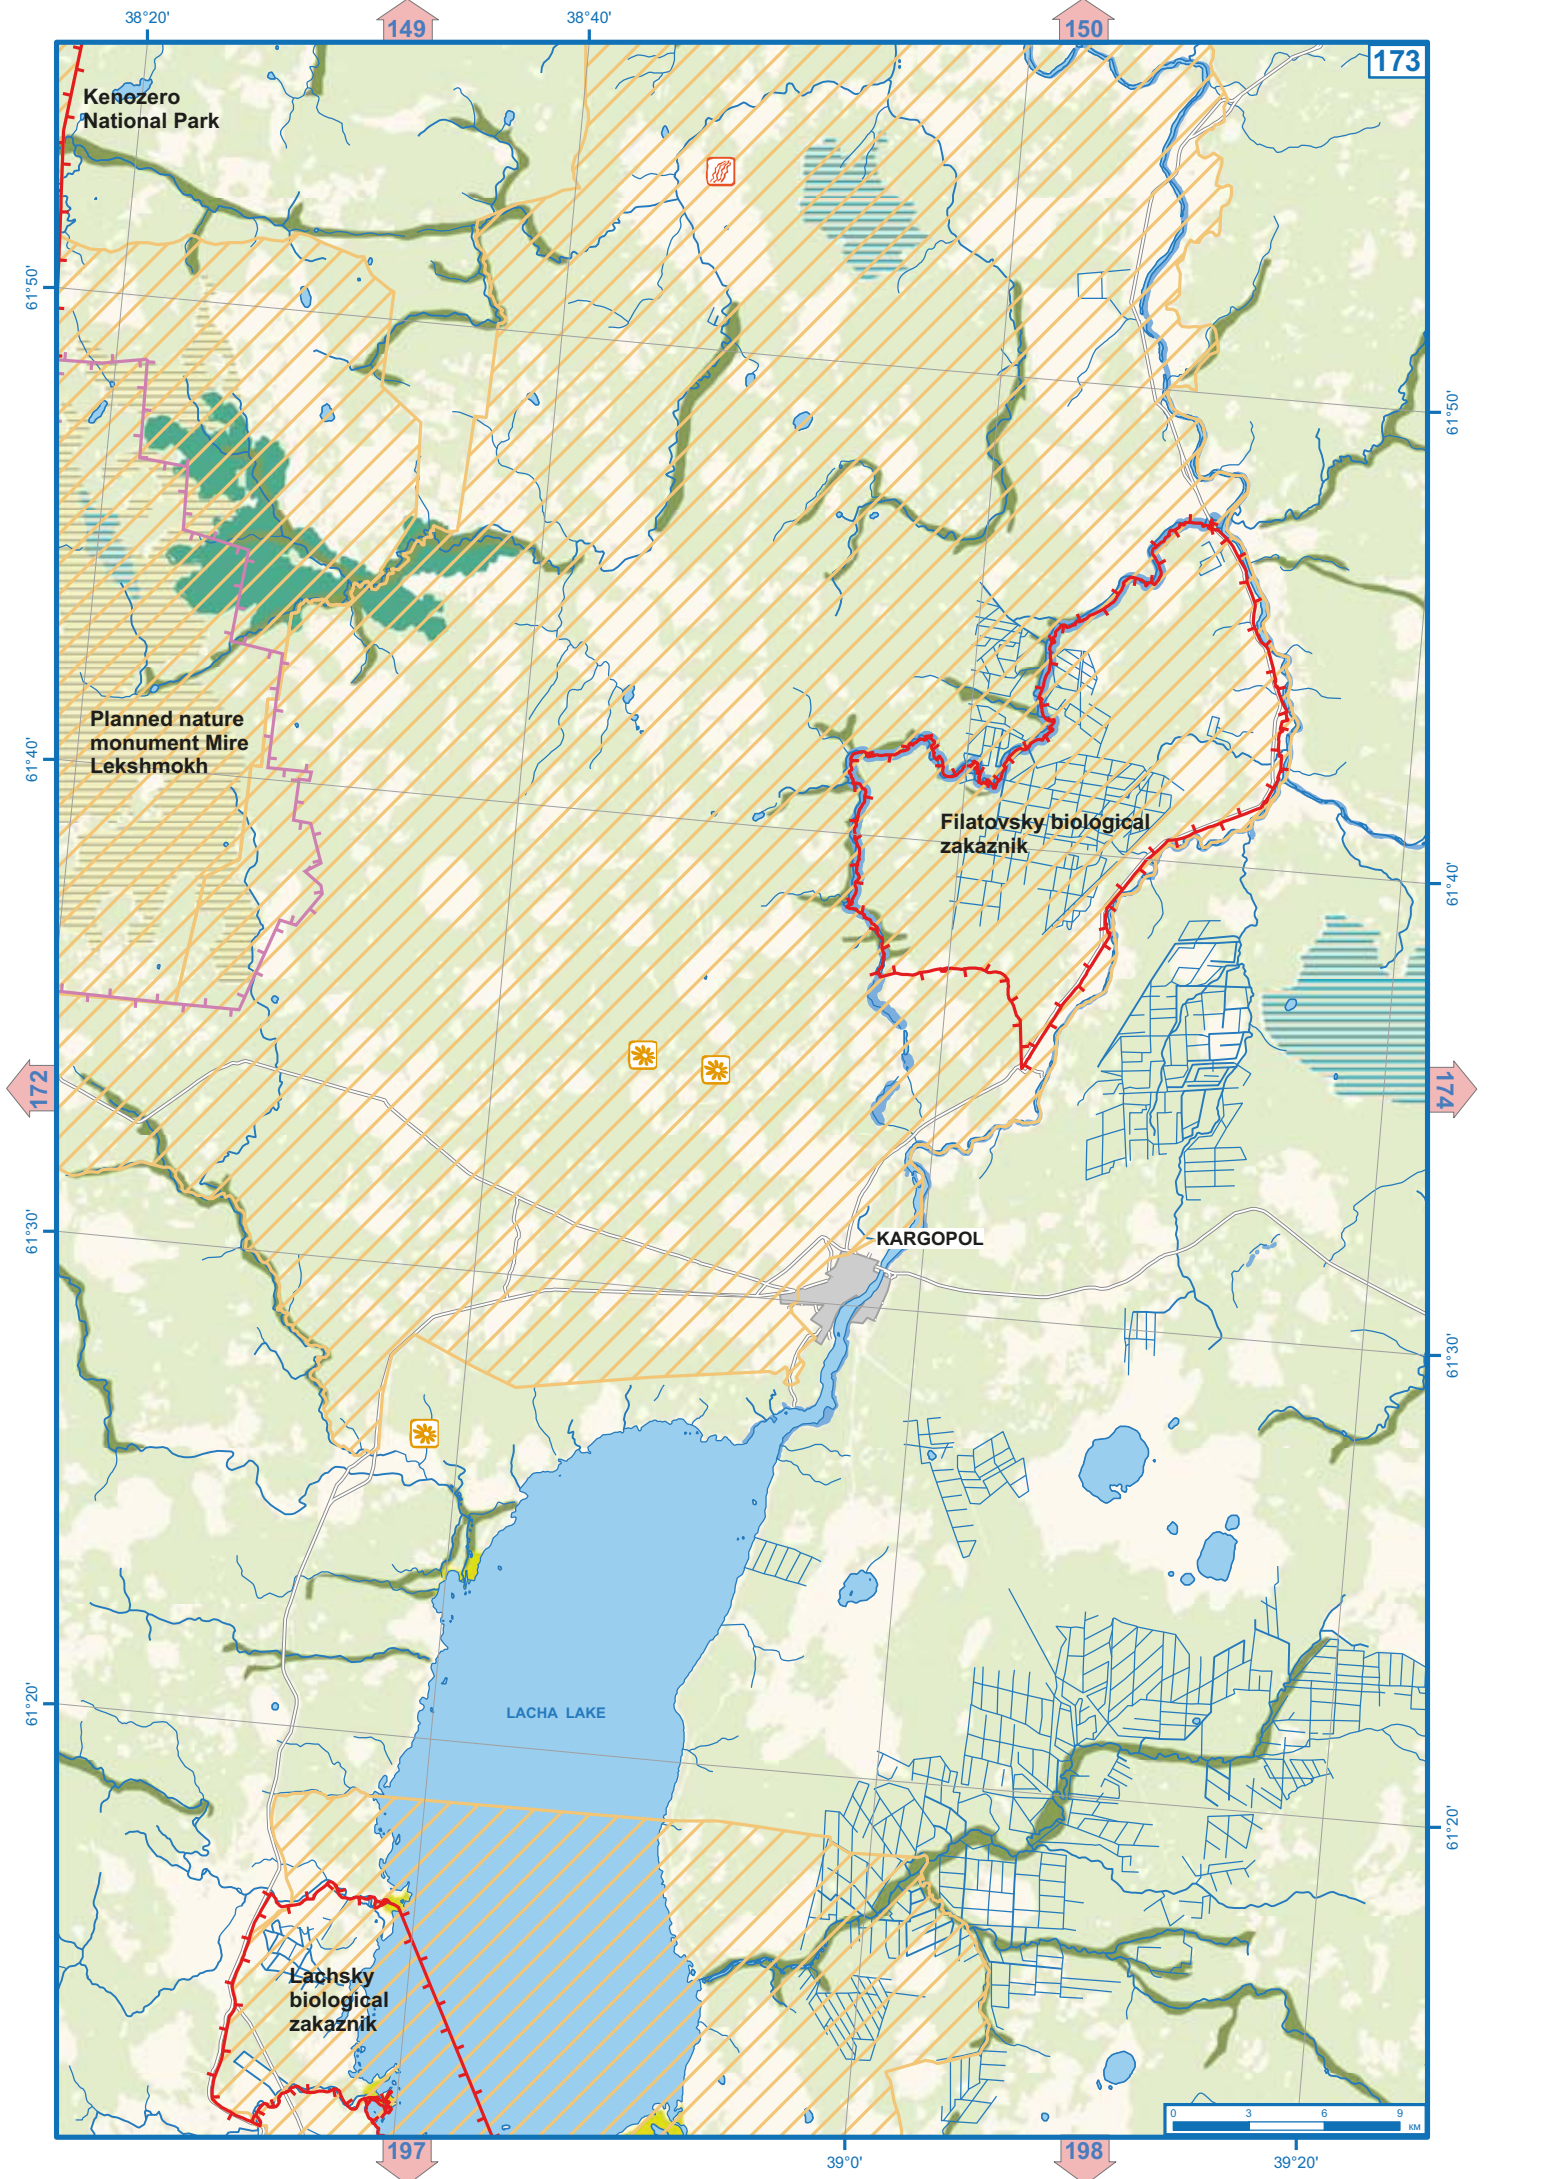 38°20'
149
38°40'
150
173
Kenozero
National Park
61°50'
61°50'
Planned nature
monument Mire
Lekshmokh
61°40'
Filatovsky biological
zakaznik
61°40'
172
174
61°30'
KARGOPOL
61°30'
LACHA LAKE
61°20'
61°20'
Lachsky
biological
zakaznik
0 3 6 9
км
197
39°0'
198
39°20'